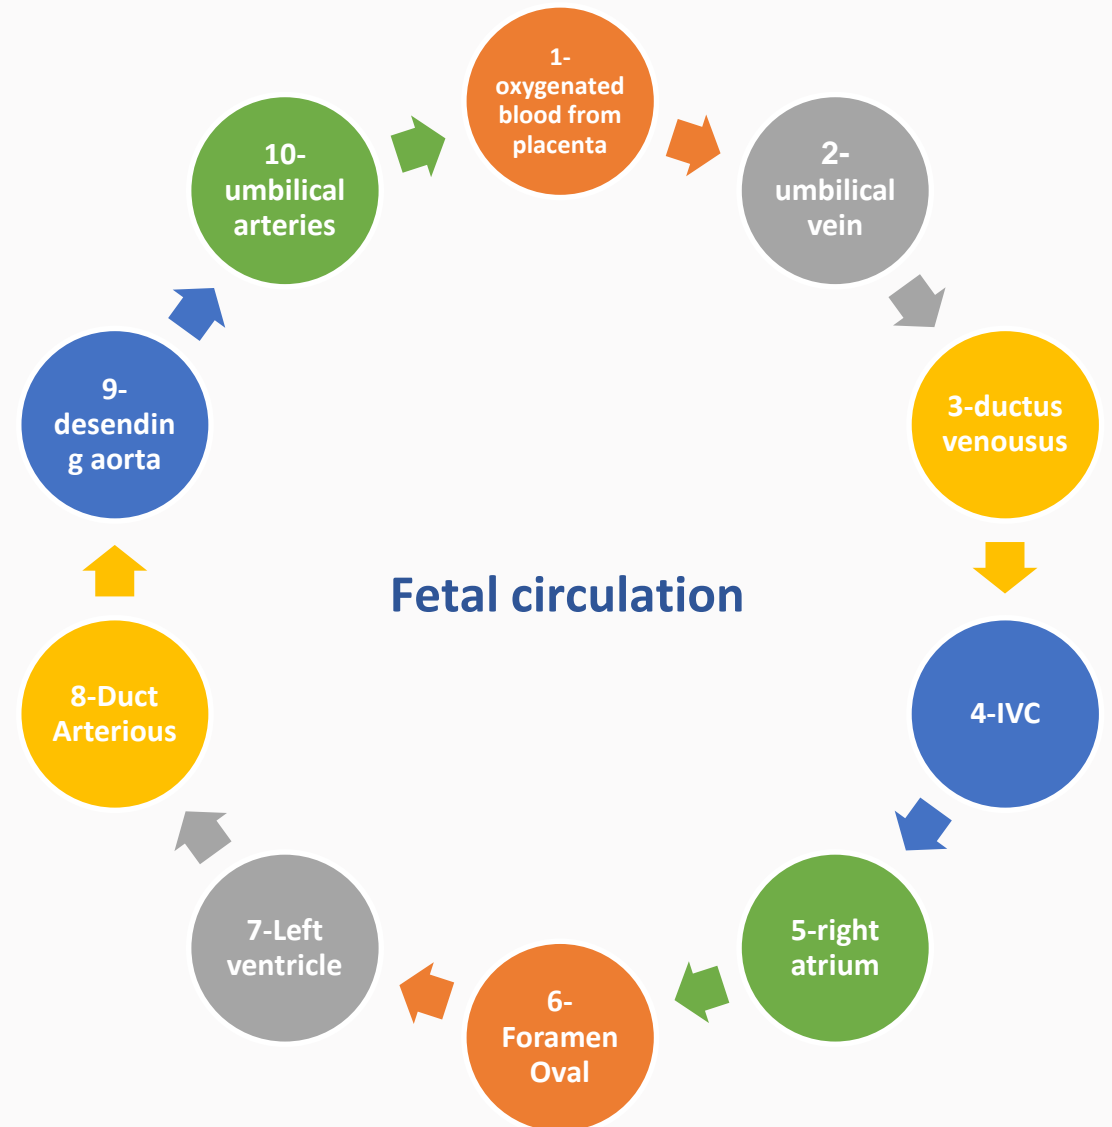 1-
oxygenated
blood from
placenta
2-
umbilical
vein
3-ductus
venousus
4-IVC
5-right
atrium
6-
Foramen
Oval
7-Left
ventricle
8-Duct
Arterious
9-
desendin
g aorta
10-
umbilical
arteries
Fetal circulation